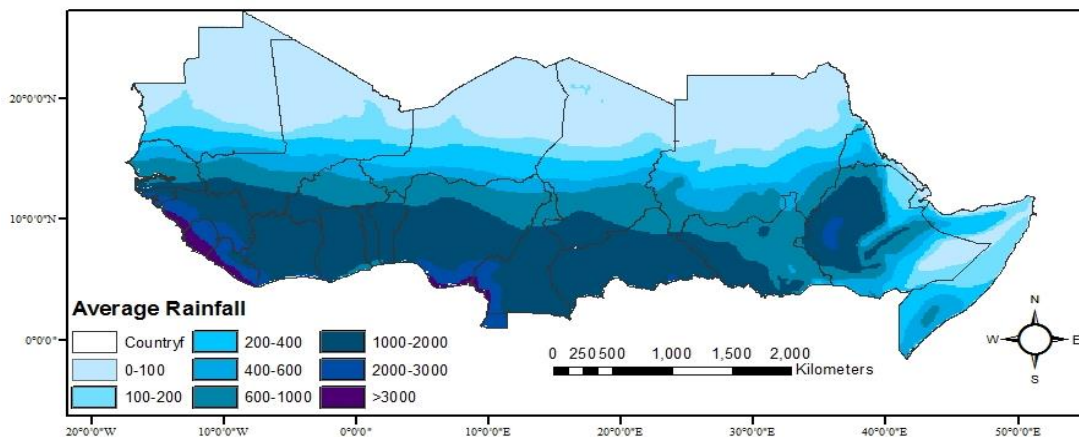 20°0'0"N
10°0'0"N
0°0'0"
Average Rainfall
Countryf 200-400 1000-2000
0-100 400-600 2000-3000
100-200 600-1000 >3000
0 250 500 1,000 1,500 2,000
Kilometers
N
W E
S
20°0'0"W 10°0'0"W 0°0'0" 10°0'0"E 20°0'0"E 30°0'0"E 40°0'0"E 50°0'0"E